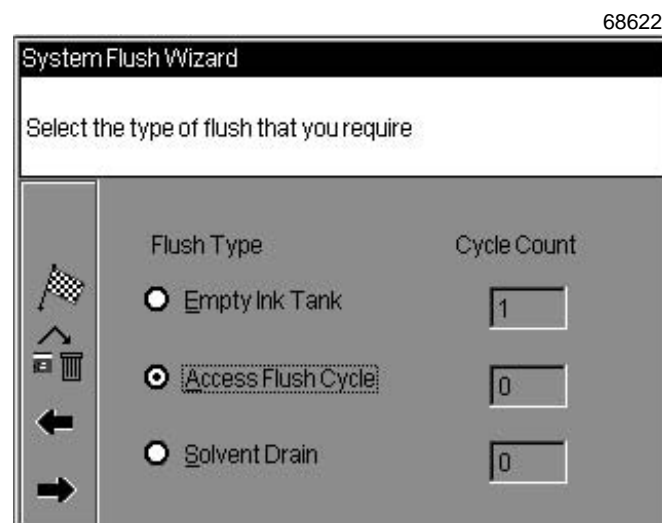 68622
System Flush Wizard
Select the type of flush that you require
Flush Type Cycle Count
Empty Ink Tank 1
Access Flush Cycle 0
Solvent Drain 0